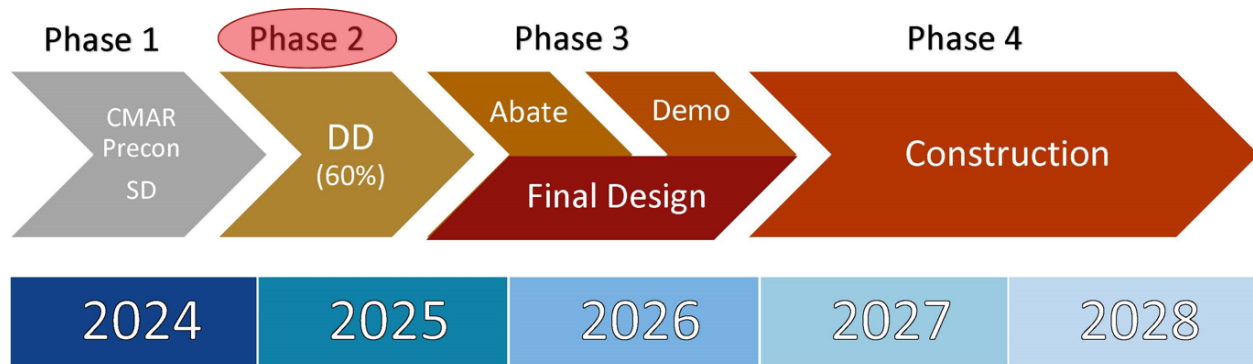 Phase 1
Phase 2
Phase 3
Phase 4
CMAR
Precon
SD
DD
(60%)
Abate
Demo
Final Design
Construction
2024
2025
2026
2027
2028